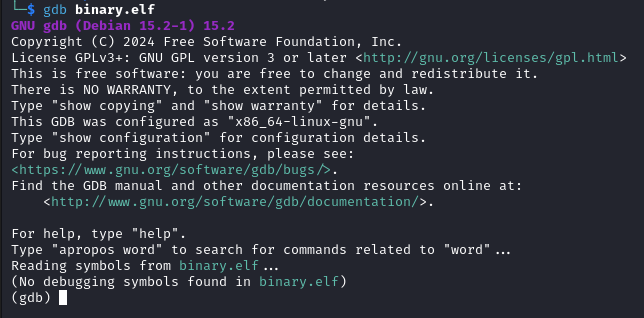 └─$ gdb binary.elf
GNU gdb (Debian 15.2-1) 15.2
Copyright (C) 2024 Free Software Foundation, Inc.
License GPLv3+: GNU GPL version 3 or later <http://gnu.org/licenses/gpl.html>
This is free software: you are free to change and redistribute it.
There is NO WARRANTY, to the extent permitted by law.
Type "show copying" and "show warranty" for details.
This GDB was configured as "x86_64-linux-gnu".
Type "show configuration" for configuration details.
For bug reporting instructions, please see:
<https://www.gnu.org/software/gdb/bugs/>.
Find the GDB manual and other documentation resources online at:
    <http://www.gnu.org/software/gdb/documentation/>.
For help, type "help".
Type "apropos word" to search for commands related to "word"...
Reading symbols from binary.elf...
(No debugging symbols found in binary.elf)
(gdb)